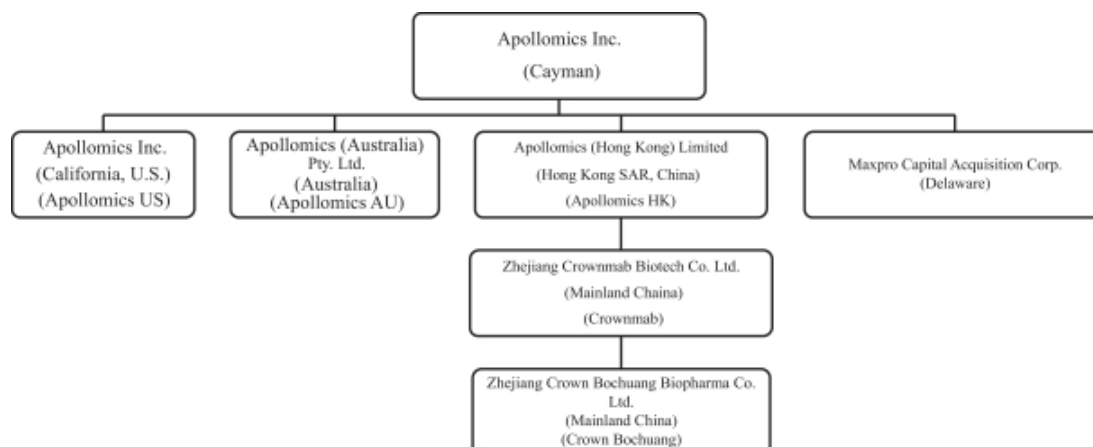 Apollomics Inc.
(Cayman)
Apollomics Inc.
(California, U.S.)
(Apollomics US)
Apollomics (Australia)
Pty. Ltd.
(Australia)
(Apollomics AU)
Apollomics (Hong Kong) Limited
(Hong Kong SAR, China)
(Apollomics HK)
Maxpro Capital Acquisition Corp.
(Delaware)
Zhejiang Crownmab Biotech Co. Ltd.
(Mainland Chaina)
(Crownmab)
Zhejiang Crown Bochuang Biopharma Co.
Ltd.
(Mainland China)
(Crown Bochuang)